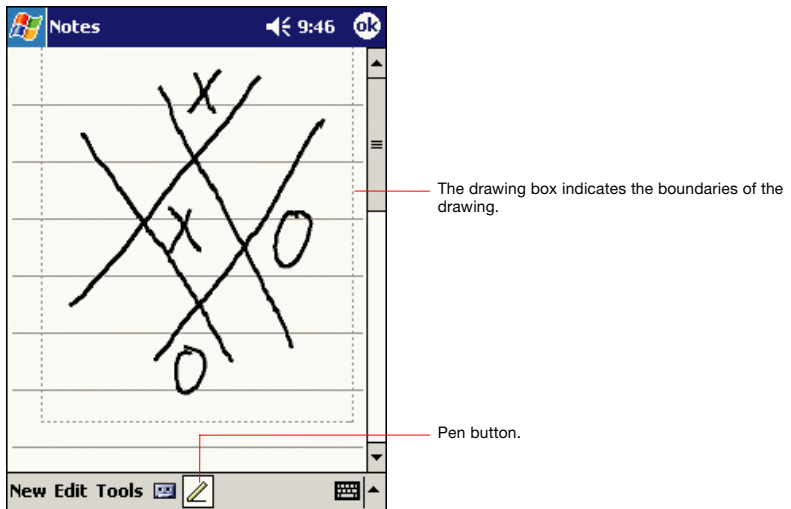 Notes 9:46 ok
X
X
O
The drawing box indicates the boundaries of the
drawing.
O
Pen button.
New Edit Tools